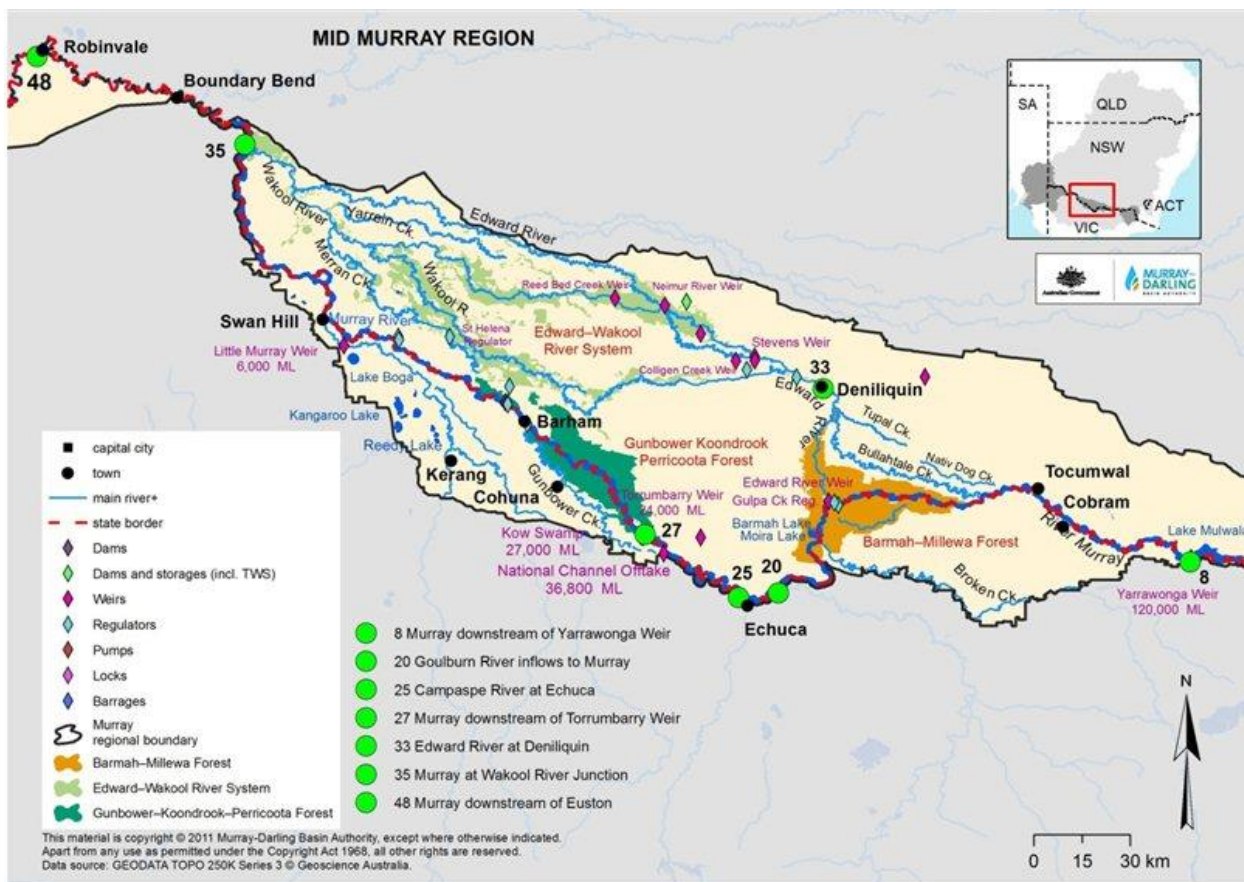 MID MURRAY REGION
Robinvale
48
Boundary Bend
35
SA
QLD
NSW
ACT
VIC
Australian Government
MURRAY–
DARLING
BASIN AUTHORITY
Wakool River
Yarrein Ck.
Edward River
Merran Ck.
Wakool R.
Reed Bed Creek Weir
Neimur River Weir
Swan Hill
Murray River
St Helena
Regulator
Edward–Wakool
River System
Stevens Weir
Little Murray Weir
6,000 ML
Colligen Creek Weir
33
Deniliquin
Lake Boga
Edward River
Kangaroo Lake
Barham
Tupal Ck.
Reedy Lake
Gunbower Koondrook
Perricoota Forest
Bullahtale Ck.
Nativ Dog Ck.
Kerang
Cohuna
Gunbower Ck.
Torrumbarry Weir
24,000 ML
Edward River Weir
Gulpa Ck Reg.
Tocumwal
Cobram
Kow Swamp
27,000 ML
27
Barmah Lake
Moira Lake
Barmah–Millewa Forest
River Murray
Lake Mulwala
National Channel Offtake
36,800 ML
25
20
Broken Ck.
8
Yarrawonga Weir
120,000 ML
Echuca
capital city
town
main river+
state border
Dams
Dams and storages (incl. TWS)
Weirs
Regulators
Pumps
Locks
Barrages
Murray
regional boundary
Barmah–Millewa Forest
Edward–Wakool River System
Gunbower–Koondrook–Perricoota Forest
8 Murray downstream of Yarrawonga Weir
20 Goulburn River inflows to Murray
25 Campaspe River at Echuca
27 Murray downstream of Torrumbarry Weir
33 Edward River at Deniliquin
35 Murray at Wakool River Junction
48 Murray downstream of Euston
N
0 15 30 km
This material is copyright © 2011 Murray-Darling Basin Authority, except where otherwise indicated.
Apart from any use as permitted under the Copyright Act 1968, all other rights are reserved.
Data source: GEODATA TOPO 250K Series 3 © Geoscience Australia.